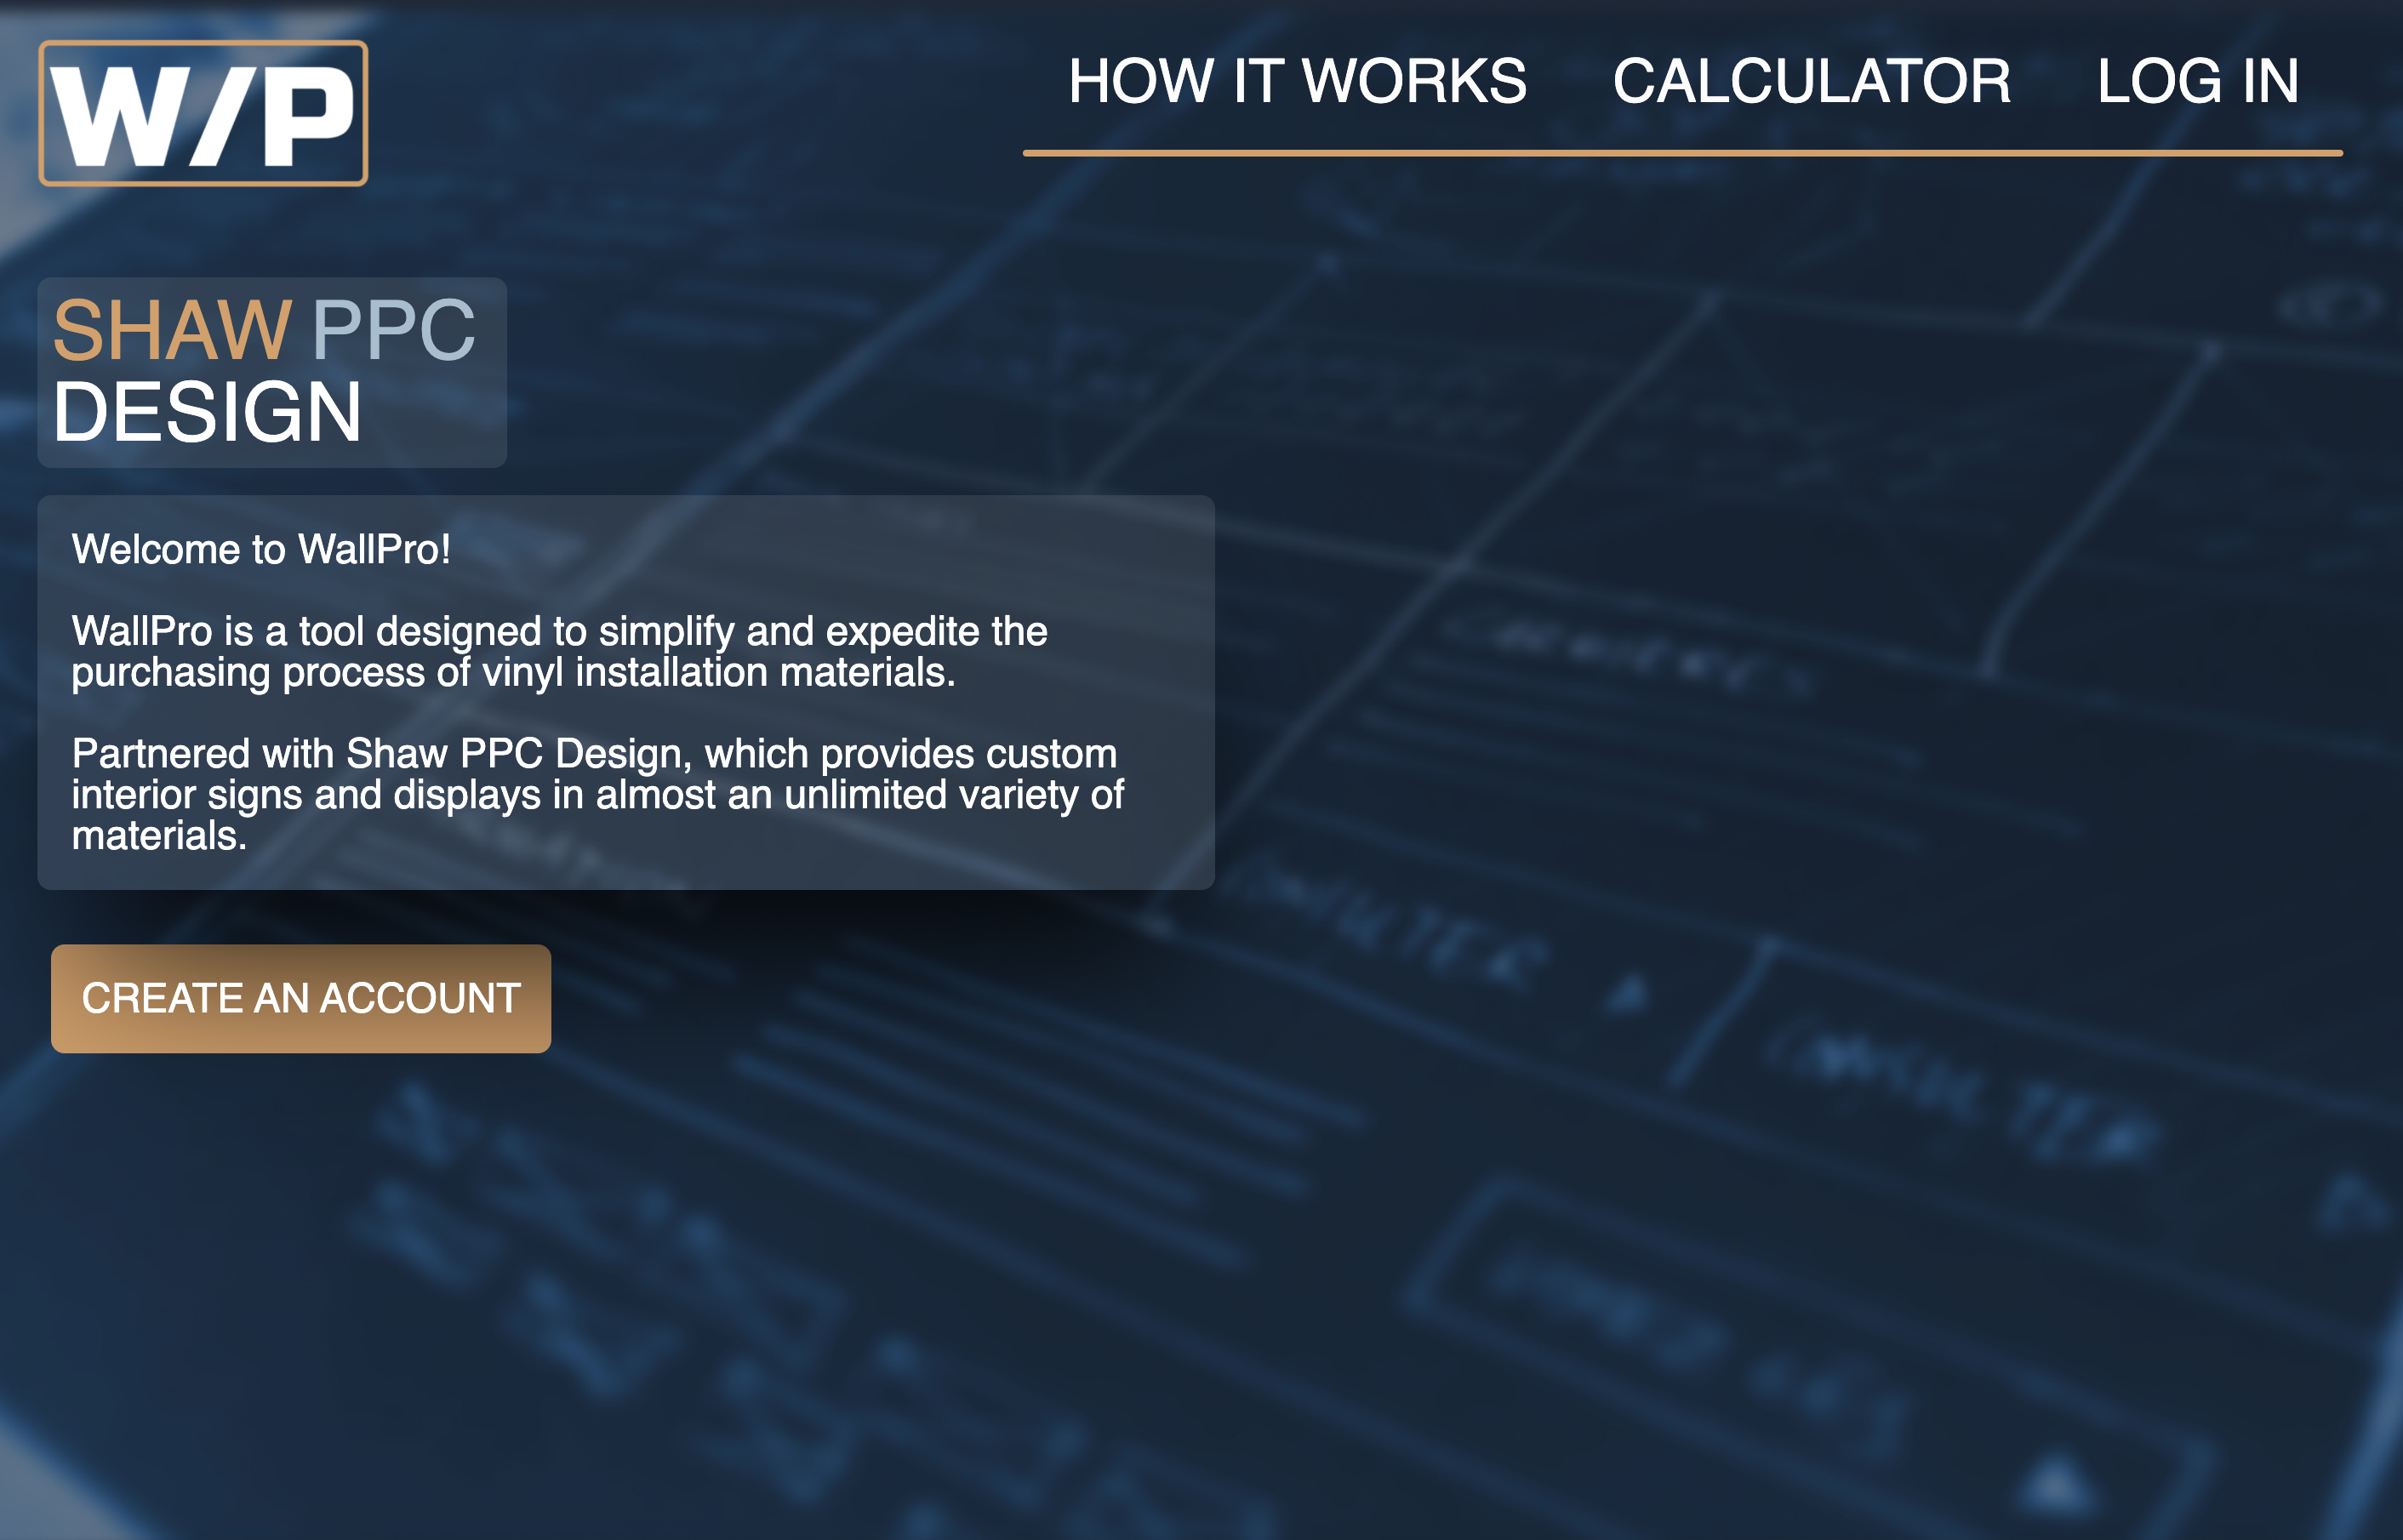 W/P
HOW IT WORKS CALCULATOR LOG IN
SHAW PPC
DESIGN
Welcome to WallPro!
WallPro is a tool designed to simplify and expedite the
purchasing process of vinyl installation materials.
Partnered with Shaw PPC Design, which provides custom
interior signs and displays in almost an unlimited variety of
materials.
CREATE AN ACCOUNT